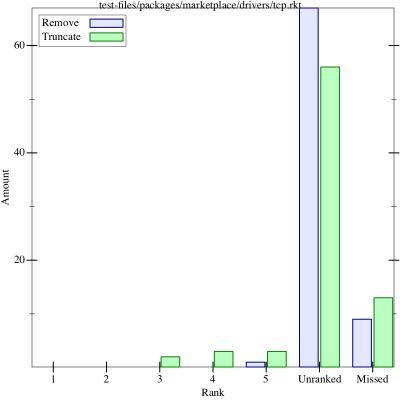 test-files/packages/marketplace/drivers/tcp.rkt
Remove
Truncate
60
40
20
Amount
1 2 3 4 5 Unranked Missed
Rank